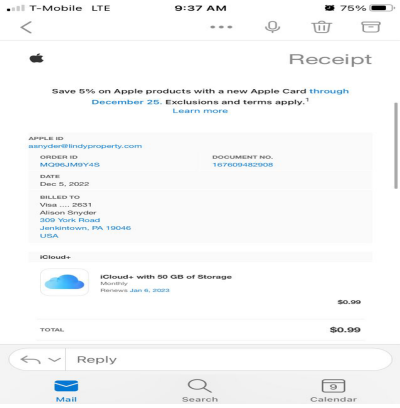 T-Mobile LTE 9:37 AM 75%
Receipt
Save 5% on Apple products with a new Apple Card through
December 25. Exclusions and terms apply.¹
Learn more
APPLE ID
asnyder@lindyproperty.com
ORDER ID DOCUMENT NO.
MQ96JM9Y4S 167609482908
DATE
Dec 5, 2022
BILLED TO
Visa .... 2631
Alison Snyder
309 York Road
Jenkintown, PA 19046
USA
iCloud+
iCloud+ with 50 GB of Storage
Monthly
Renews Jan 6, 2023
$0.99
TOTAL $0.99
Reply
9
Mail Search Calendar